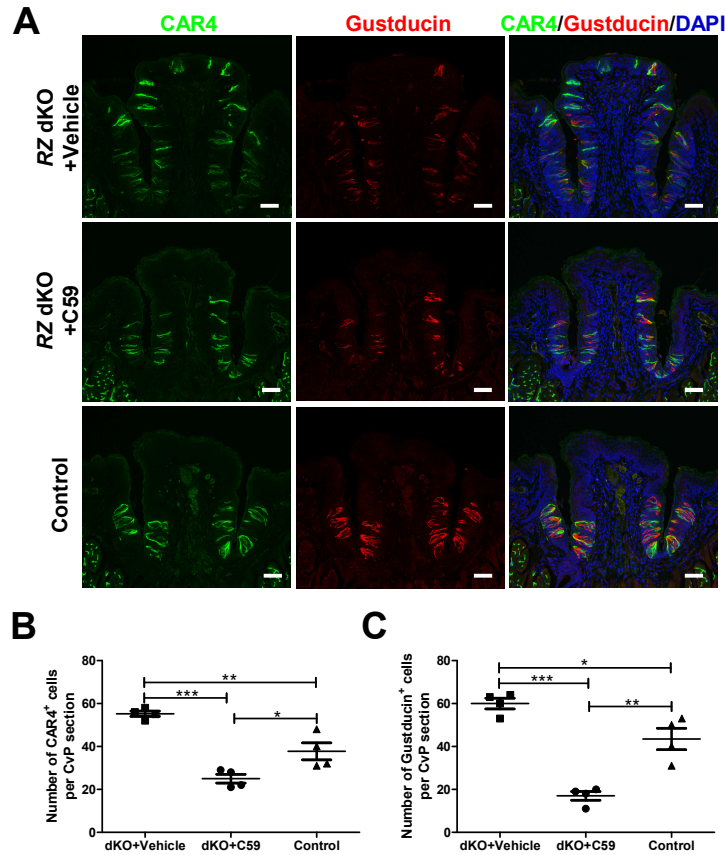 A
CAR4
Gustducin
CAR4/Gustducin/DAPI
RZ dKO
+Vehicle
RZ dKO
+C59
Control
B
Number of CAR4⁺ cells
per CvP section
80
60
40
20
0
**
***
*
dKO+Vehicle
dKO+C59
Control
C
Number of Gustducin⁺ cells
per CvP section
80
60
40
20
0
*
***
**
dKO+Vehicle
dKO+C59
Control